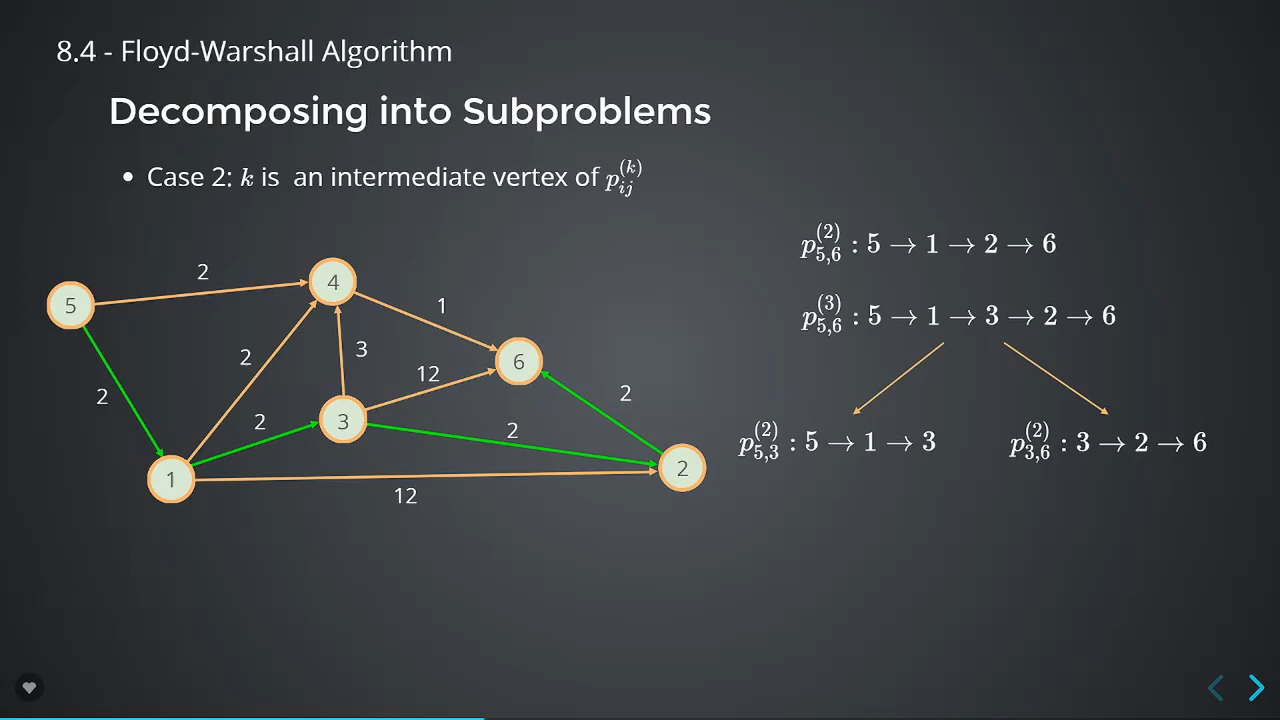 8.4 - Floyd-Warshall Algorithm
Decomposing into Subproblems
• Case 2: k is an intermediate vertex of p_{ij}^{(k)}
p_{5,6}^{(2)} : 5 → 1 → 2 → 6
p_{5,6}^{(3)} : 5 → 1 → 3 → 2 → 6
p_{5,3}^{(2)} : 5 → 1 → 3
p_{3,6}^{(2)} : 3 → 2 → 6
2
4
5
1
2
3
6
12
2
2
2
3
2
2
1
12